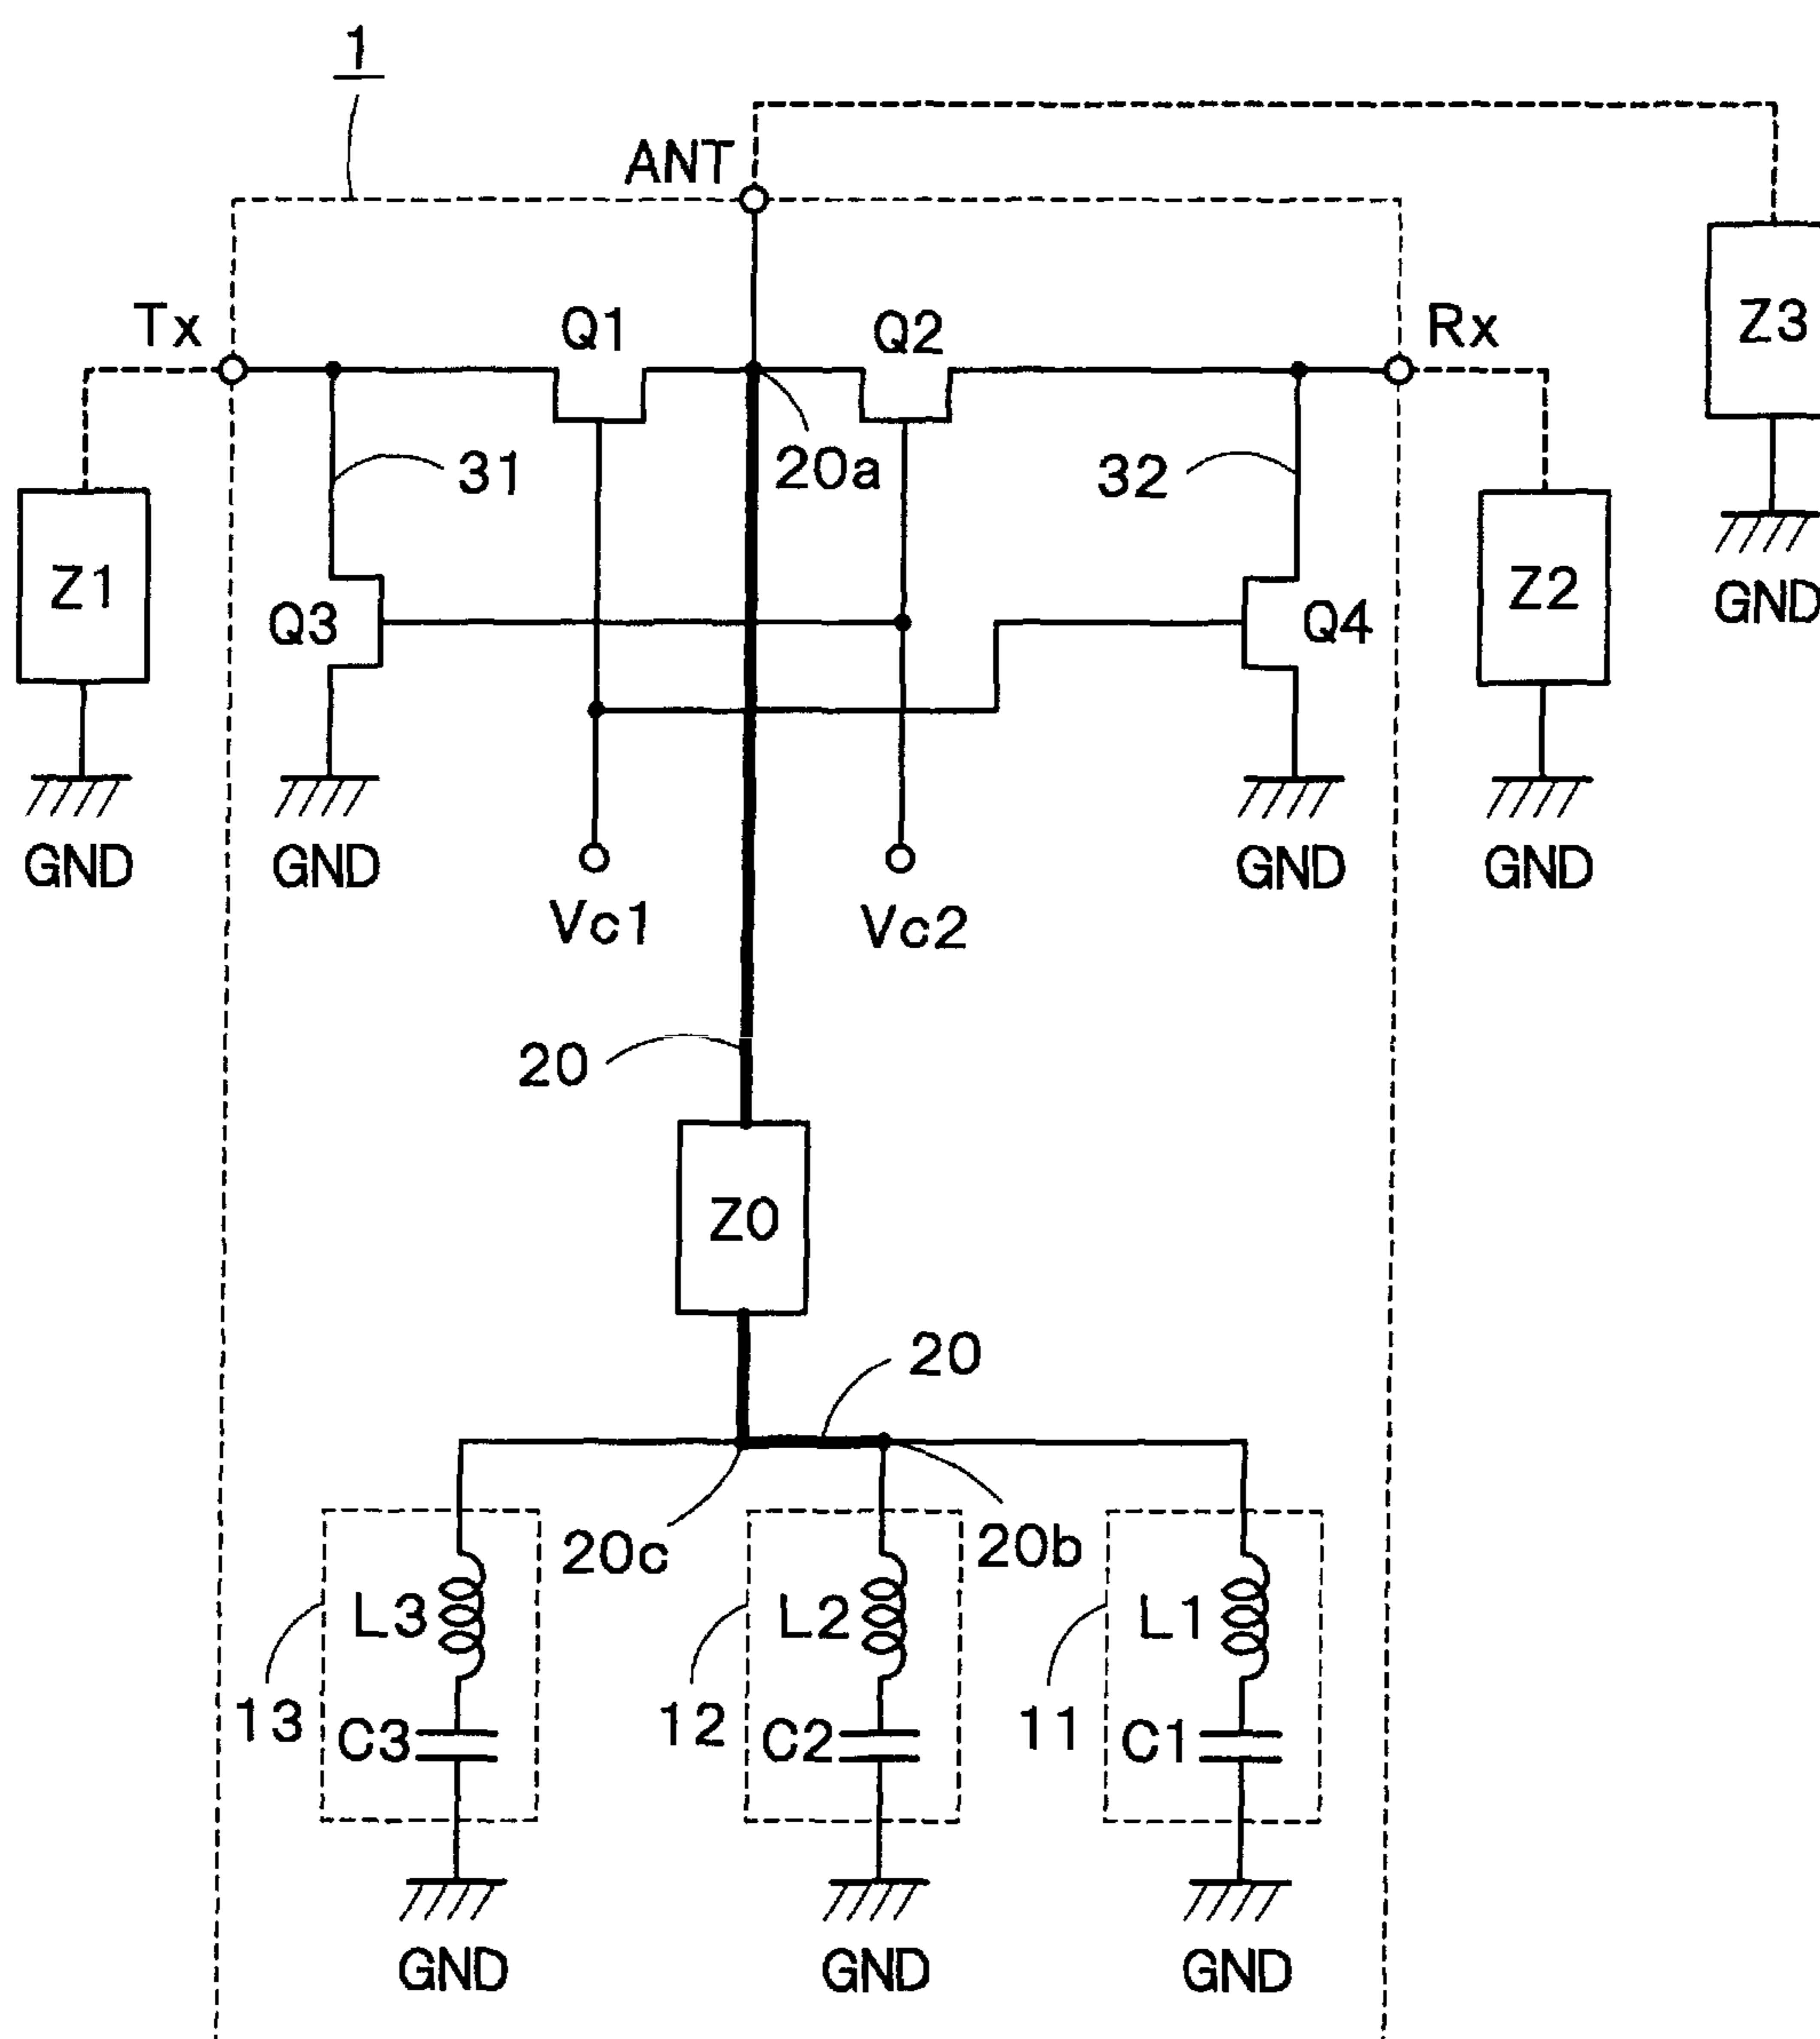 1
ANT
Tx
Q1
Q2
Rx
Z3
31
20a
32
Z1
Q3
Q4
Z2
GND
GND
GND
Vc1
Vc2
GND
GND
20
Z0
20
20c
20b
L3
L2
L1
13
C3
12
C2
11
C1
GND
GND
GND